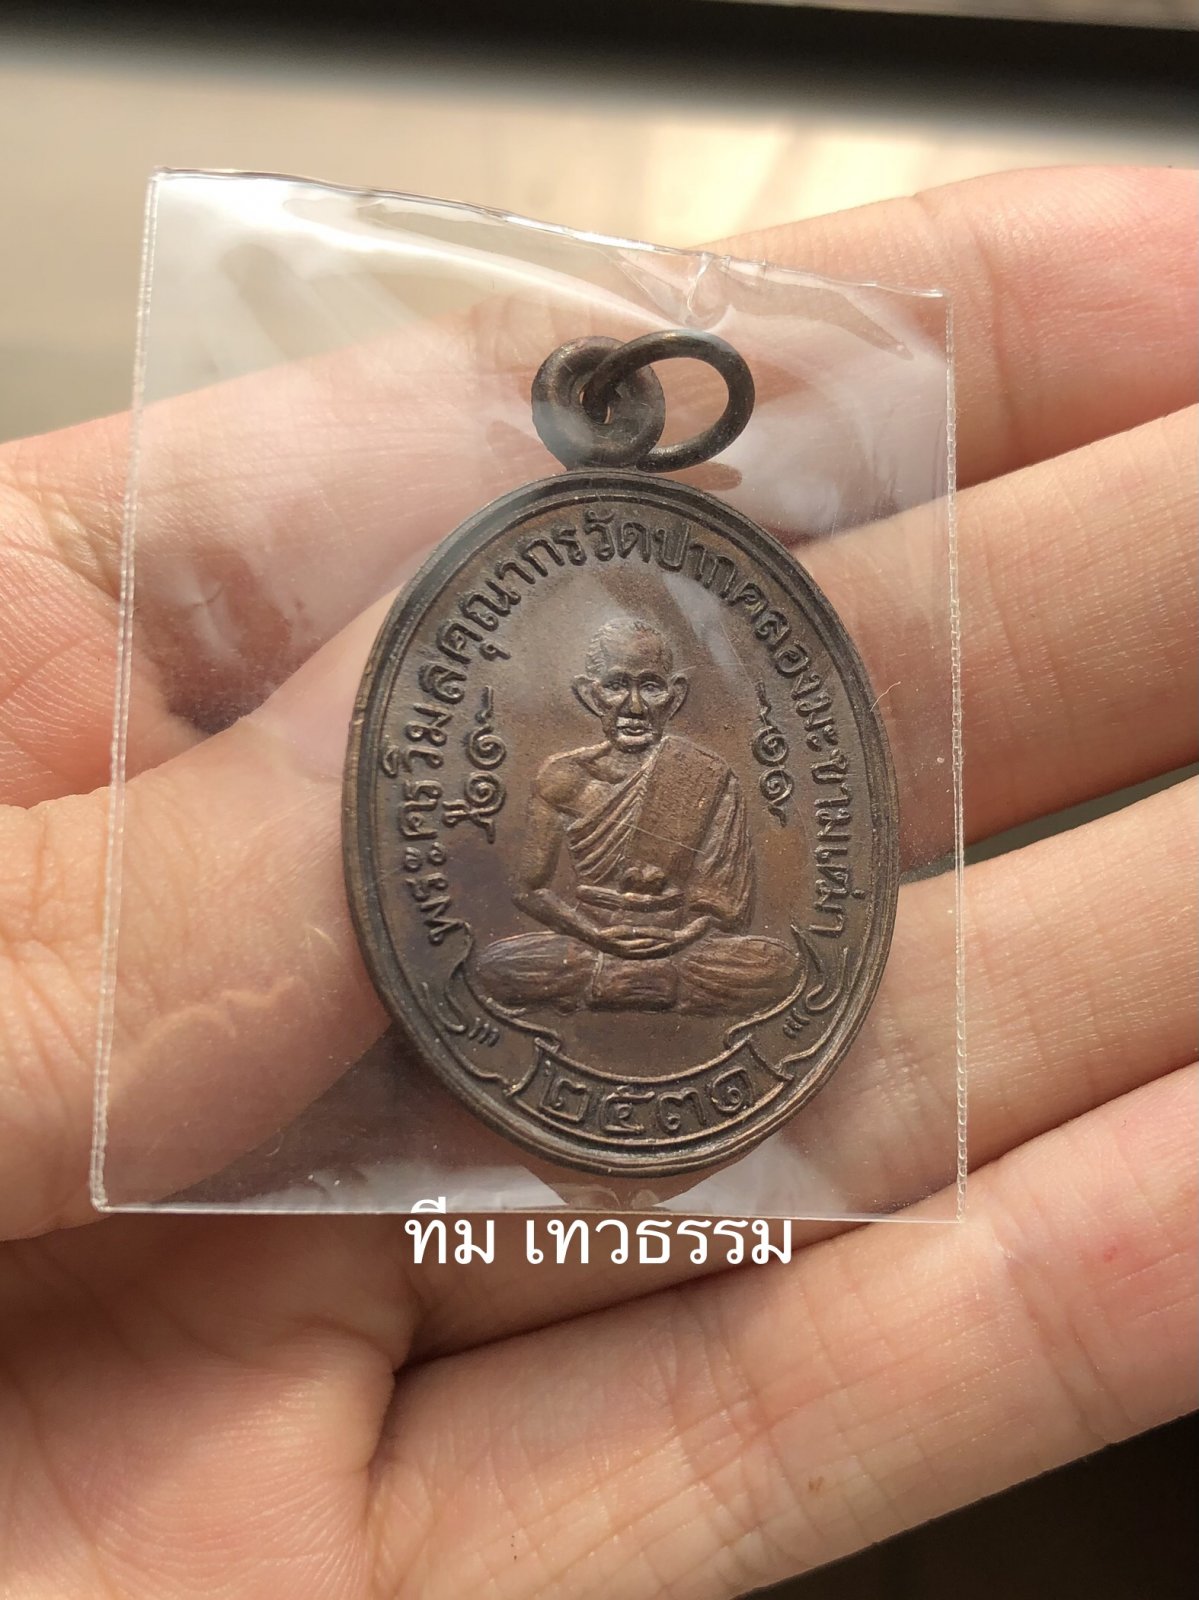 พระครูวิมลคุณากรวัดปากคลองมะขามเฒ่า
๒๕๓๑
ทีม เทวธรรม